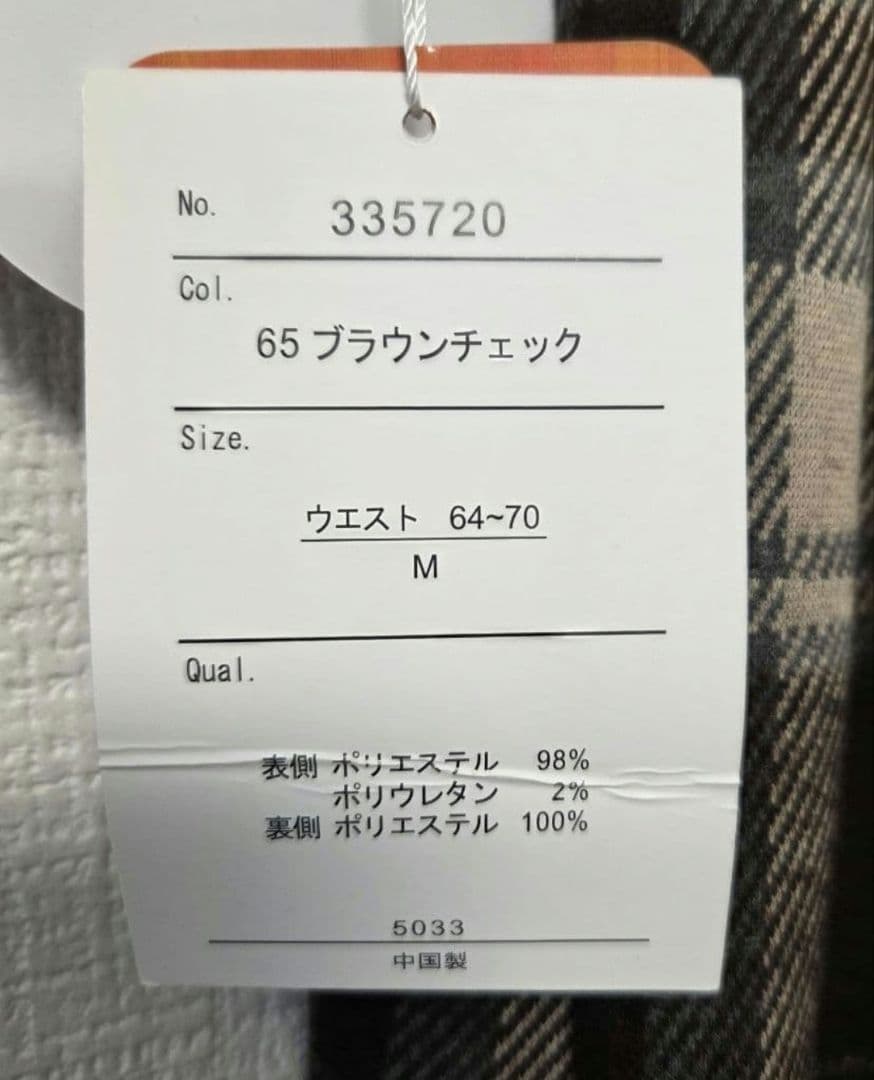 No. 335720
Col.
65 ブラウンチェック
Size.
ウエスト 64~70
M
Qual.
表側 ポリエステル 98%
ポリウレタン 2%
裏側 ポリエステル 100%
5033
中国製